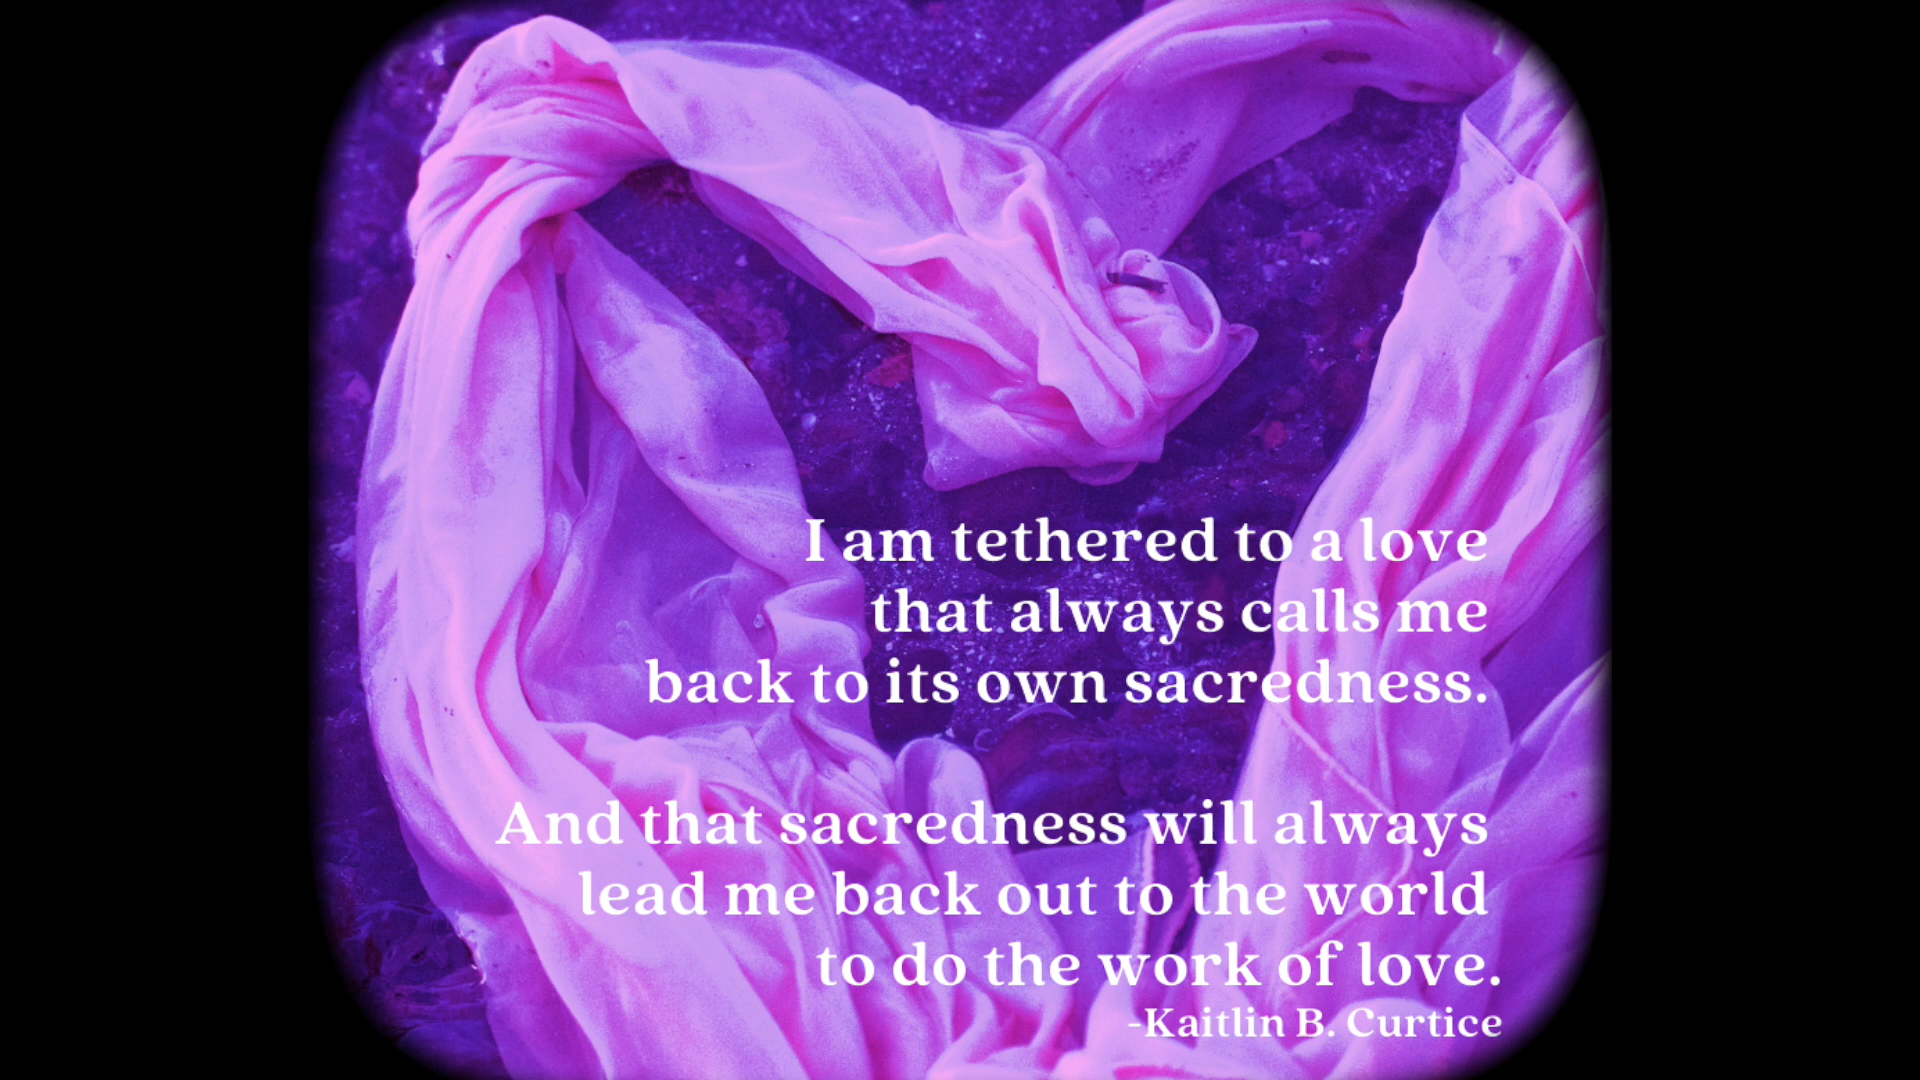 I am tethered to a love
that always calls me
back to its own sacredness.
And that sacredness will always
lead me back out to the world
to do the work of love.
-Kaitlin B. Curtice